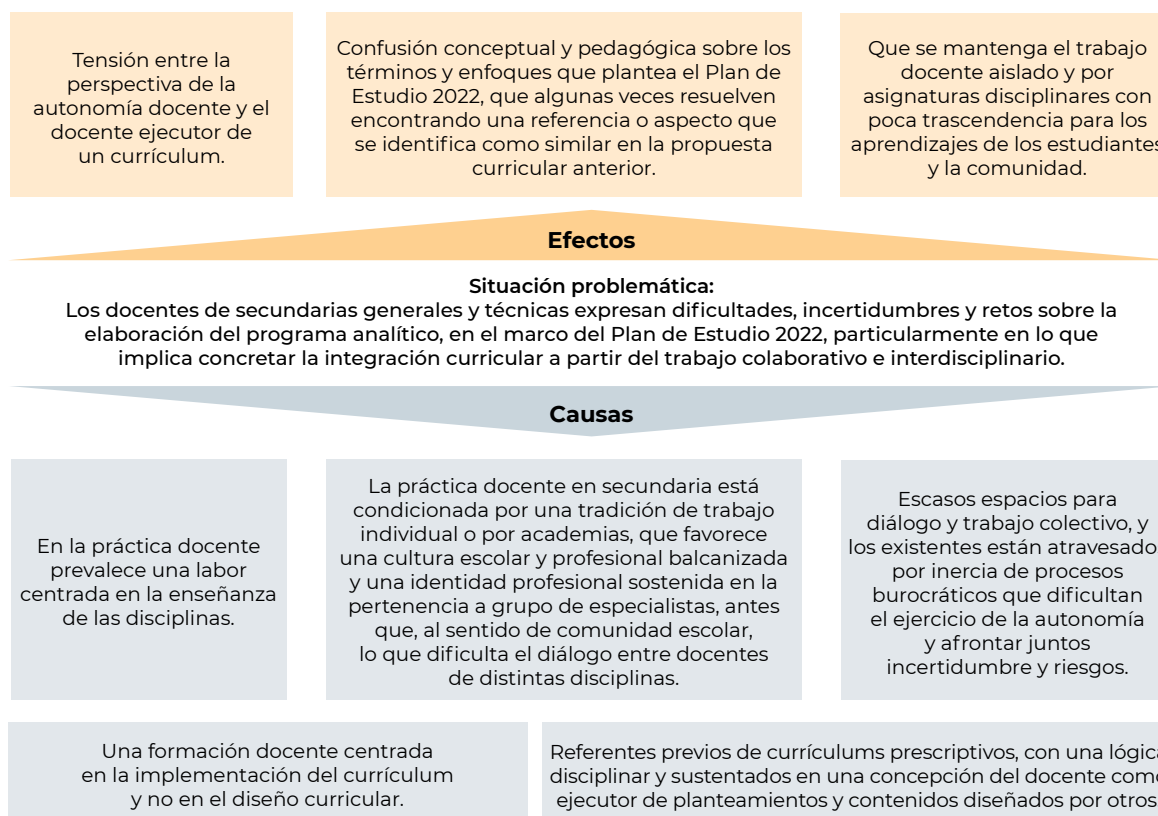 Tensión entre la
perspectiva de la
autonomía docente y el
docente ejecutor de
un currículum.
Confusión conceptual y pedagógica sobre los
términos y enfoques que plantea el Plan de
Estudio 2022, que algunas veces resuelven
encontrando una referencia o aspecto que
se identifica como similar en la propuesta
curricular anterior.
Que se mantenga el trabajo
docente aislado y por
asignaturas disciplinares con
poca trascendencia para los
aprendizajes de los estudiantes
y la comunidad.
Efectos
Situación problemática:
Los docentes de secundarias generales y técnicas expresan dificultades, incertidumbres y retos sobre la
elaboración del programa analítico, en el marco del Plan de Estudio 2022, particularmente en lo que
implica concretar la integración curricular a partir del trabajo colaborativo e interdisciplinario.
Causas
En la práctica docente
prevalece una labor
centrada en la enseñanza
de las disciplinas.
La práctica docente en secundaria está
condicionada por una tradición de trabajo
individual o por academias, que favorece
una cultura escolar y profesional balcanizada
y una identidad profesional sostenida en la
pertenencia a grupo de especialistas, antes
que, al sentido de comunidad escolar,
lo que dificulta el diálogo entre docentes
de distintas disciplinas.
Escasos espacios para
diálogo y trabajo colectivo, y
los existentes están atravesados
por inercia de procesos
burocráticos que dificultan
el ejercicio de la autonomía
y afrontar juntos
incertidumbre y riesgos.
Una formación docente centrada
en la implementación del currículum
y no en el diseño curricular.
Referentes previos de currículums prescriptivos, con una lógica
disciplinar y sustentados en una concepción del docente como
ejecutor de planteamientos y contenidos diseñados por otros.